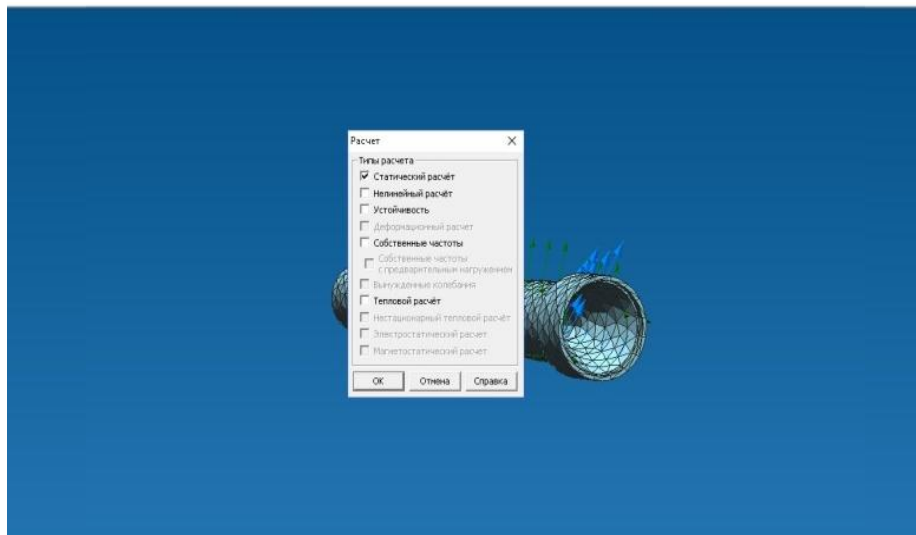 Расчет
Типы расчета
Статический расчёт
Нелинейный расчёт
Устойчивость
Деформационный расчет
Собственные частоты
Собственные частоты
с предварительным нагружением
Вынужденные колебания
Тепловой расчёт
Нестационарный тепловой расчёт
Электростатический расчет
Магнетостатический расчет
ОК
Отмена
Справка